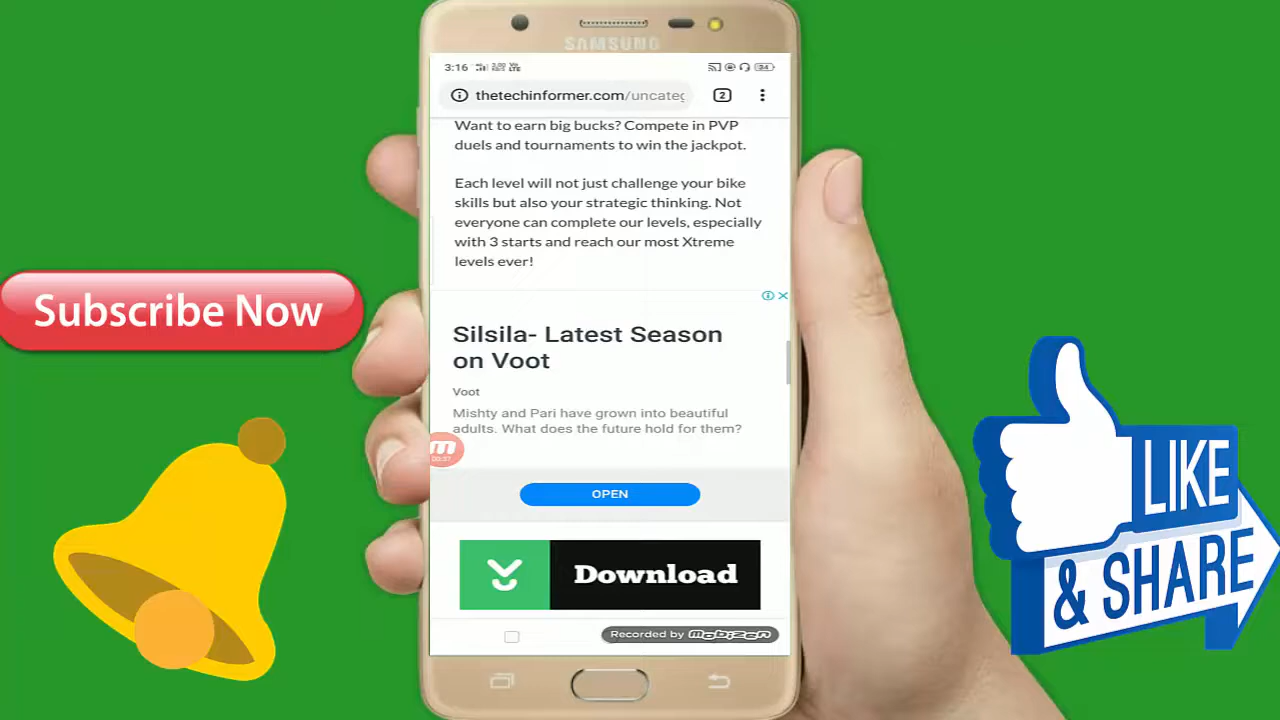 SAMSUNG
3:16
2
thetechinformer.com/uncateg
Want to earn big bucks? Compete in PVP
duels and tournaments to win the jackpot.
Each level will not just challenge your bike
skills but also your strategic thinking. Not
everyone can complete our levels, especially
with 3 starts and reach our most Xtreme
levels ever!
Subscribe Now
Silsila- Latest Season
on Voot
Voot
Mishty and Pari have grown into beautiful
adults. What does the future hold for them?
OPEN
Download
Recorded by mobizen
LIKE
& SHARE